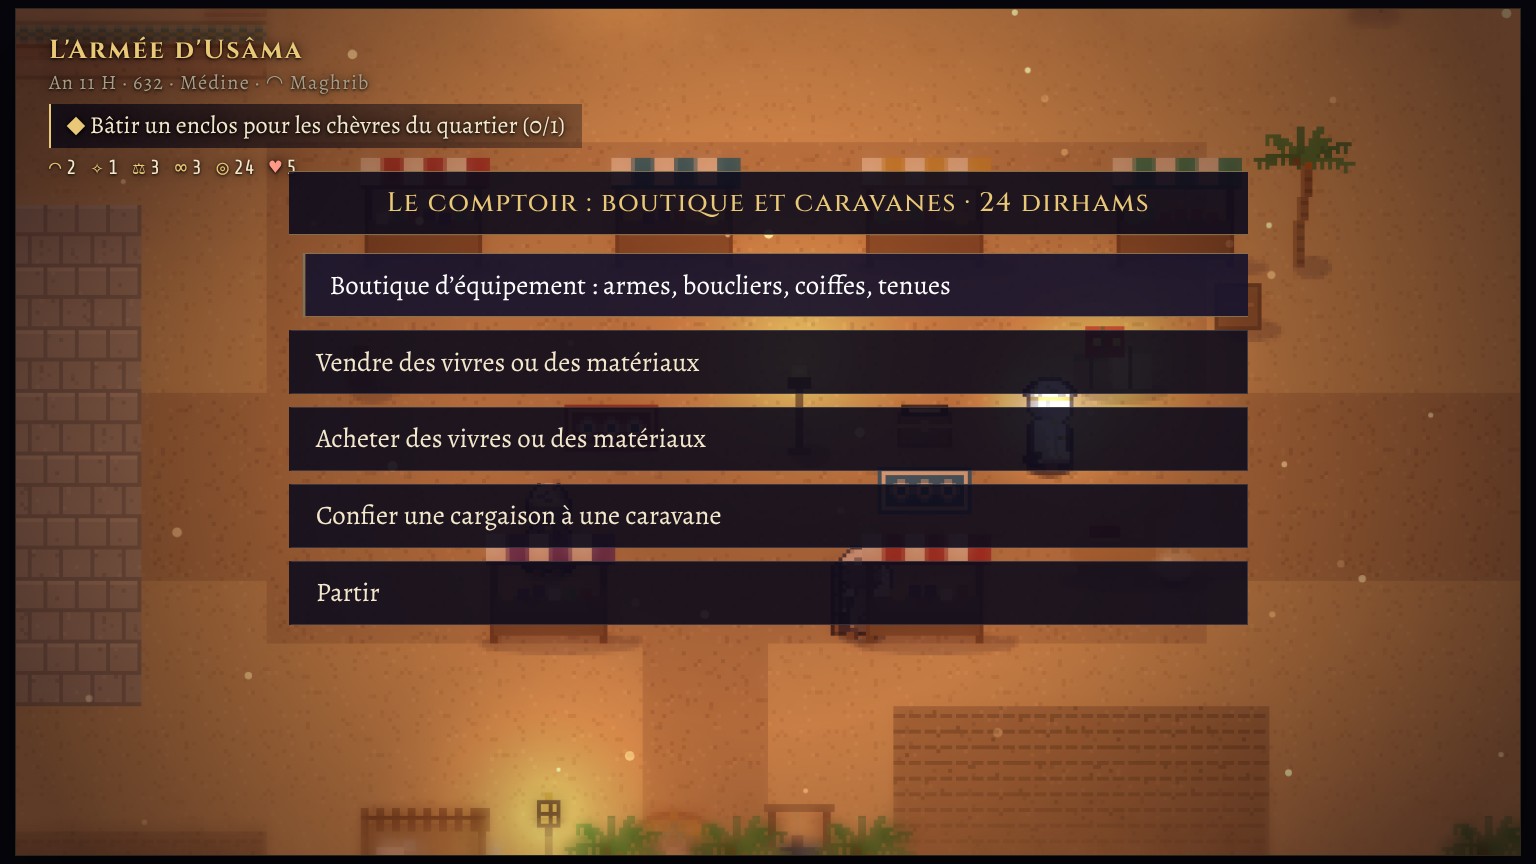 L'Armée d'Usâma
An 11 H · 632 · Médine · ◠ Maghrib
◆ Bâtir un enclos pour les chèvres du quartier (0/1)
◠ 2 ✧ 1 ⚖ 3 ∞ 3 ◎ 24 ♥ 5
Le comptoir : boutique et caravanes · 24 dirhams
Boutique d’équipement : armes, boucliers, coiffes, tenues
Vendre des vivres ou des matériaux
Acheter des vivres ou des matériaux
Confier une cargaison à une caravane
Partir